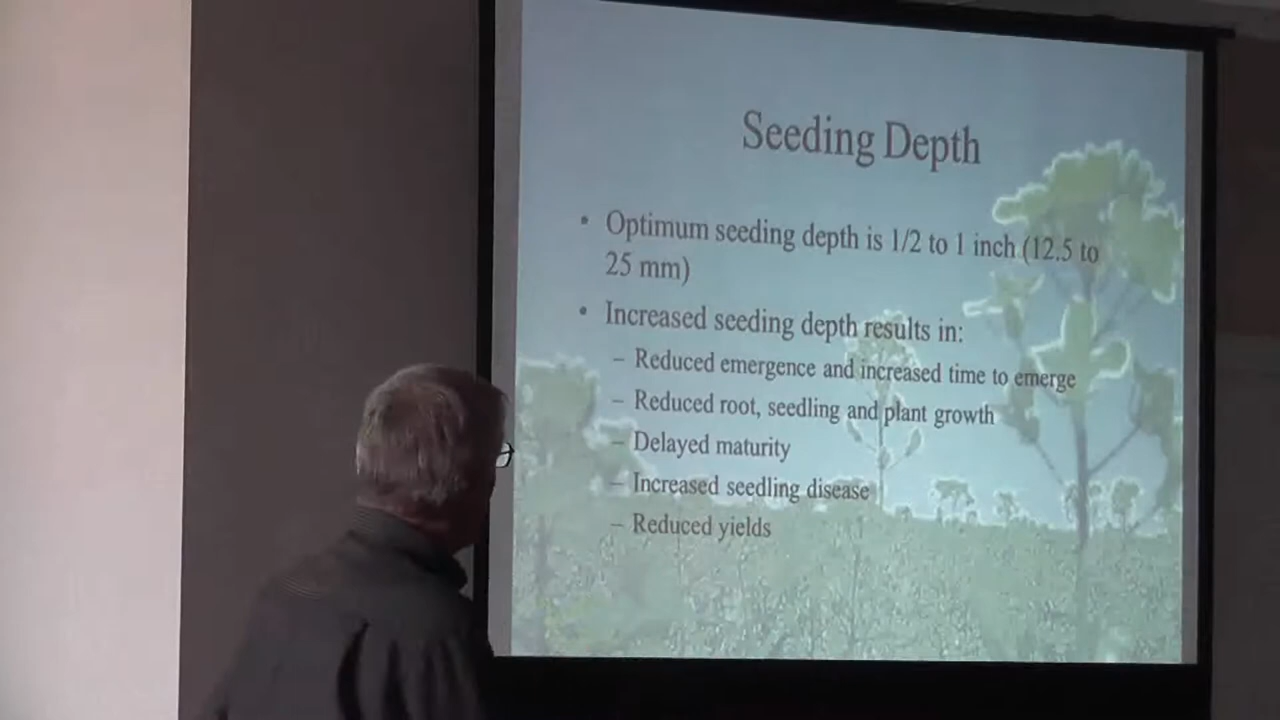 Seeding Depth
• Optimum seeding depth is 1/2 to 1 inch (12.5 to
25 mm)
• Increased seeding depth results in:
– Reduced emergence and increased time to emerge
– Reduced root, seedling and plant growth
– Delayed maturity
– Increased seedling disease
– Reduced yields